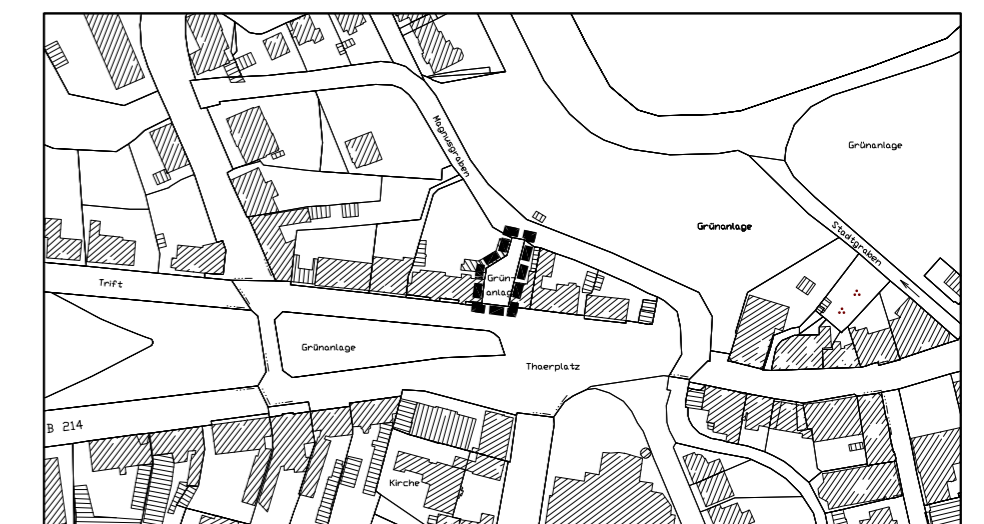 Magnusgraben
Grünanlage
Grünanlage
Stadtgraben
Grün-
anlage
Trift
Grünanlage
Thaerplatz
B 214
Kirche